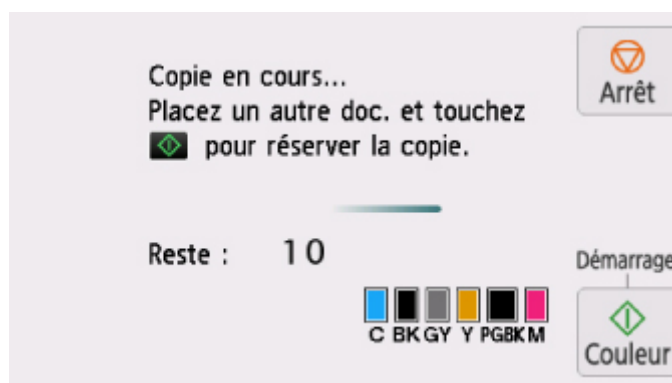 Arrêt
Copie en cours...
Placez un autre doc. et touchez
pour réserver la copie.
Reste : 10
Démarrage
C BK GY Y PGBK M
Couleur